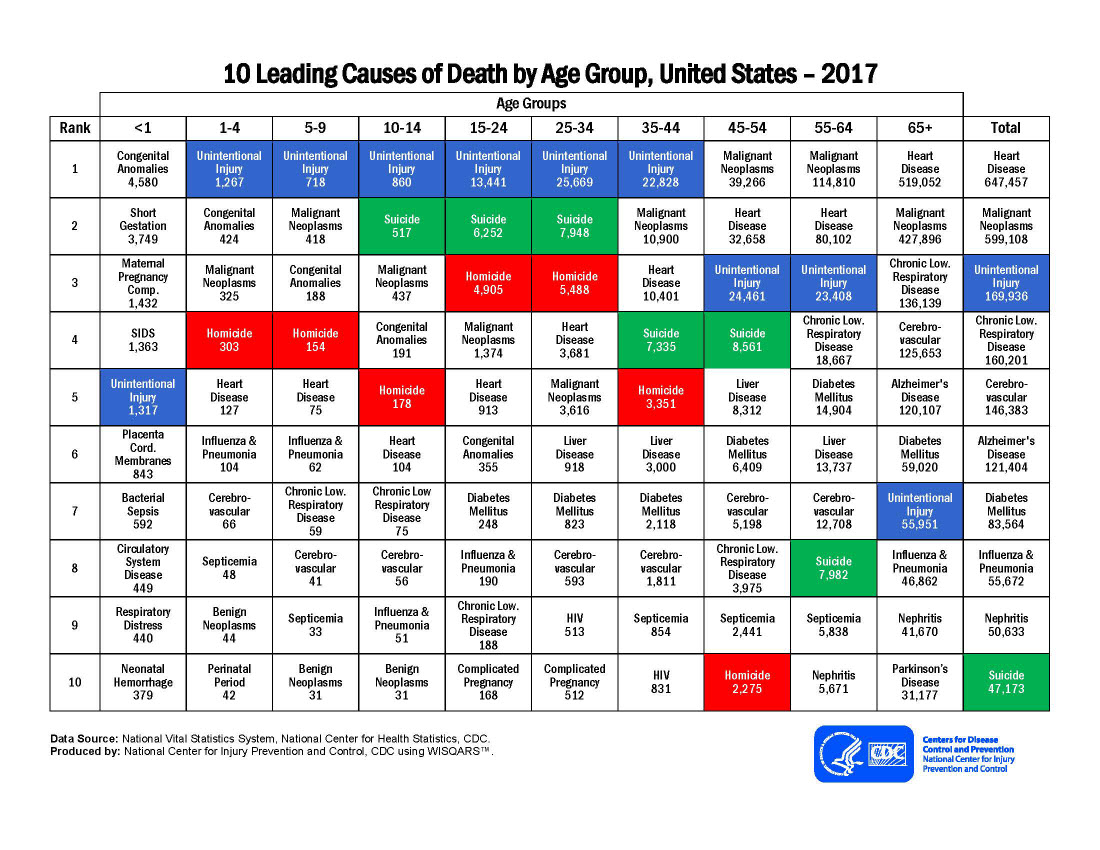 10 Leading Causes of Death by Age Group, United States – 2017
Age Groups
Rank <1 1-4 5-9 10-14 15-24 25-34 35-44 45-54 55-64 65+ Total
1
Congenital
Anomalies
4,580
Unintentional
Injury
1,267
Unintentional
Injury
718
Unintentional
Injury
860
Unintentional
Injury
13,441
Unintentional
Injury
25,669
Unintentional
Injury
22,828
Malignant
Neoplasms
39,266
Malignant
Neoplasms
114,810
Heart
Disease
519,052
Heart
Disease
647,457
2
Short
Gestation
3,749
Congenital
Anomalies
424
Malignant
Neoplasms
418
Suicide
517
Suicide
6,252
Suicide
7,948
Malignant
Neoplasms
10,900
Heart
Disease
32,658
Heart
Disease
80,102
Malignant
Neoplasms
427,896
Malignant
Neoplasms
599,108
3
Maternal
Pregnancy
Comp.
1,432
Malignant
Neoplasms
325
Congenital
Anomalies
188
Malignant
Neoplasms
437
Homicide
4,905
Homicide
5,488
Heart
Disease
10,401
Unintentional
Injury
24,461
Unintentional
Injury
23,408
Chronic Low.
Respiratory
Disease
136,139
Unintentional
Injury
169,936
4
SIDS
1,363
Homicide
303
Homicide
154
Congenital
Anomalies
191
Malignant
Neoplasms
1,374
Heart
Disease
3,681
Suicide
7,335
Suicide
8,561
Chronic Low.
Respiratory
Disease
18,667
Cerebro-
vascular
125,653
Chronic Low.
Respiratory
Disease
160,201
5
Unintentional
Injury
1,317
Heart
Disease
127
Heart
Disease
75
Homicide
178
Heart
Disease
913
Malignant
Neoplasms
3,616
Homicide
3,351
Liver
Disease
8,312
Diabetes
Mellitus
14,904
Alzheimer's
Disease
120,107
Cerebro-
vascular
146,383
6
Placenta
Cord.
Membranes
843
Influenza &
Pneumonia
104
Influenza &
Pneumonia
62
Heart
Disease
104
Congenital
Anomalies
355
Liver
Disease
918
Liver
Disease
3,000
Diabetes
Mellitus
6,409
Liver
Disease
13,737
Diabetes
Mellitus
59,020
Alzheimer's
Disease
121,404
7
Bacterial
Sepsis
592
Cerebro-
vascular
66
Chronic Low.
Respiratory
Disease
59
Chronic Low
Respiratory
Disease
75
Diabetes
Mellitus
248
Diabetes
Mellitus
823
Diabetes
Mellitus
2,118
Cerebro-
vascular
5,198
Cerebro-
vascular
12,708
Unintentional
Injury
55,951
Diabetes
Mellitus
83,564
8
Circulatory
System
Disease
449
Septicemia
48
Cerebro-
vascular
41
Cerebro-
vascular
56
Influenza &
Pneumonia
190
Cerebro-
vascular
593
Cerebro-
vascular
1,811
Chronic Low.
Respiratory
Disease
3,975
Suicide
7,982
Influenza &
Pneumonia
46,862
Influenza &
Pneumonia
55,672
9
Respiratory
Distress
440
Benign
Neoplasms
44
Septicemia
33
Influenza &
Pneumonia
51
Chronic Low.
Respiratory
Disease
188
HIV
513
Septicemia
854
Septicemia
2,441
Septicemia
5,838
Nephritis
41,670
Nephritis
50,633
10
Neonatal
Hemorrhage
379
Perinatal
Period
42
Benign
Neoplasms
31
Benign
Neoplasms
31
Complicated
Pregnancy
168
Complicated
Pregnancy
512
HIV
831
Homicide
2,275
Nephritis
5,671
Parkinson's
Disease
31,177
Suicide
47,173
Data Source: National Vital Statistics System, National Center for Health Statistics, CDC.
Produced by: National Center for Injury Prevention and Control, CDC using WISQARS™.
CDC
Centers for Disease
Control and Prevention
National Center for Injury
Prevention and Control